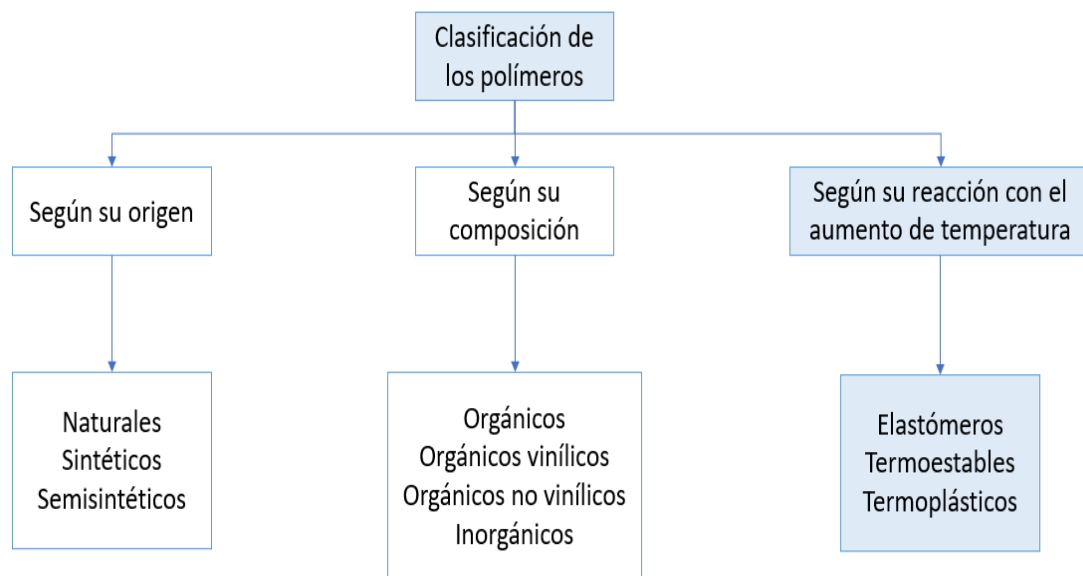 Clasificación de
los polímeros
Según su origen
Según su
composición
Según su reacción con el
aumento de temperatura
Naturales
Sintéticos
Semisintéticos
Orgánicos
Orgánicos vinílicos
Orgánicos no vinílicos
Inorgánicos
Elastómeros
Termoestables
Termoplásticos